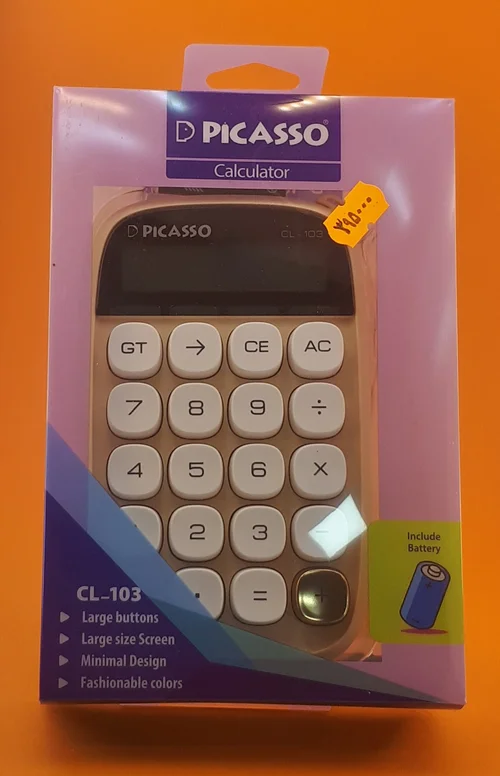 PICASSO®
Calculator
PICASSO
CL-103
۳۹۵۰۰۰
GT → CE AC
7 8 9 ÷
4 5 6 X
2 3 −
. = +
Include
Battery
CL-103
Large buttons
Large size Screen
Minimal Design
Fashionable colors